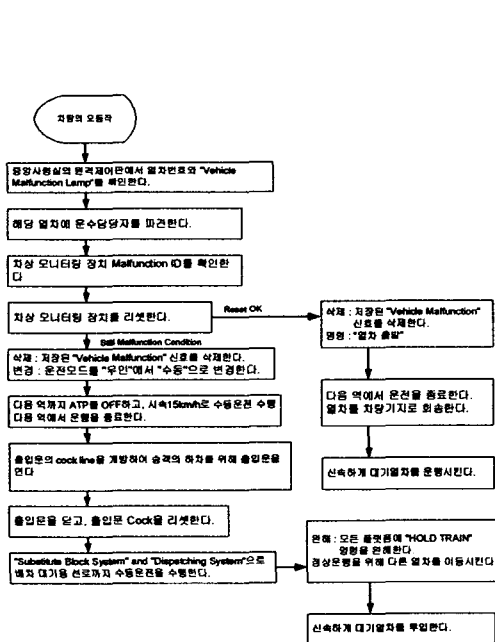 차량의 오동작
중앙사령실의 원격제어판에서 열차번호와 "Vehicle
Malfunction Lamp"를 확인한다.
해당 열차에 운수담당자를 파견한다.
차상 모니터링 장치 Malfunction ID를 확인한
다
차상 모니터링 장치를 리셋한다.
Reset OK
삭제 : 저장된 "Vehicle Malfunction"
신호를 삭제한다.
명령 : "열차 출발"
Still Malfunction Condition
삭제 : 저장된 "Vehicle Malfunction" 신호를 삭제한다.
변경 : 운전모드를 "무인"에서 "수동"으로 변경한다.
다음 역에서 운전을 종료한다.
열차를 차량기지로 회송한다.
다음 역까지 ATP를 OFF하고, 시속15km/h로 수동운전 수행
다음 역에서 운행을 종료한다.
출입문의 cock line을 개방하여 승객의 하차를 위해 출입문을
연다
신속하게 대기열차를 운행시킨다.
출입문을 닫고, 출입문 Cock을 리셋한다.
"Substitute Block System" and "Dispatching System"으로
배차 대기용 선로까지 수동운전을 수행한다.
완해 : 모든 플랫폼에 "HOLD TRAIN"
명령을 완해한다
정상운행을 위해 다른 열차를 이동시킨다
신속하게 대기열차를 투입한다.